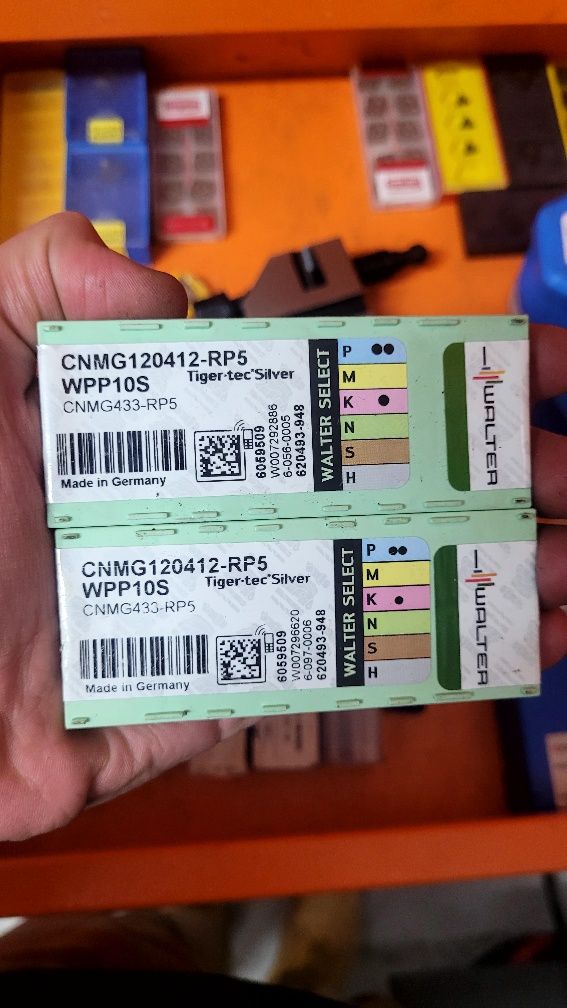 CNMG120412-RP5
WPP10S
Tiger·tec®Silver
CNMG433-RP5
Made in Germany
6059509
W007292886
6-056-0005
620493-948
WALTER SELECT
P
M
K
N
S
H
WALTER
CNMG120412-RP5
WPP10S
Tiger·tec®Silver
CNMG433-RP5
Made in Germany
6059509
W007296620
6-097-0006
620493-948
WALTER SELECT
P
M
K
N
S
H
WALTER